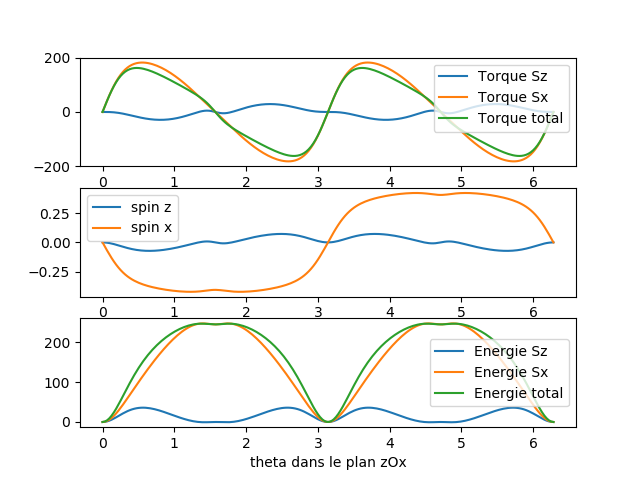 200
0
−200
Torque Sz
Torque Sx
Torque total
0 1 2 3 4 5 6
0.25
0.00
−0.25
spin z
spin x
0 1 2 3 4 5 6
200
100
0
Energie Sz
Energie Sx
Energie total
0 1 2 3 4 5 6
theta dans le plan zOx